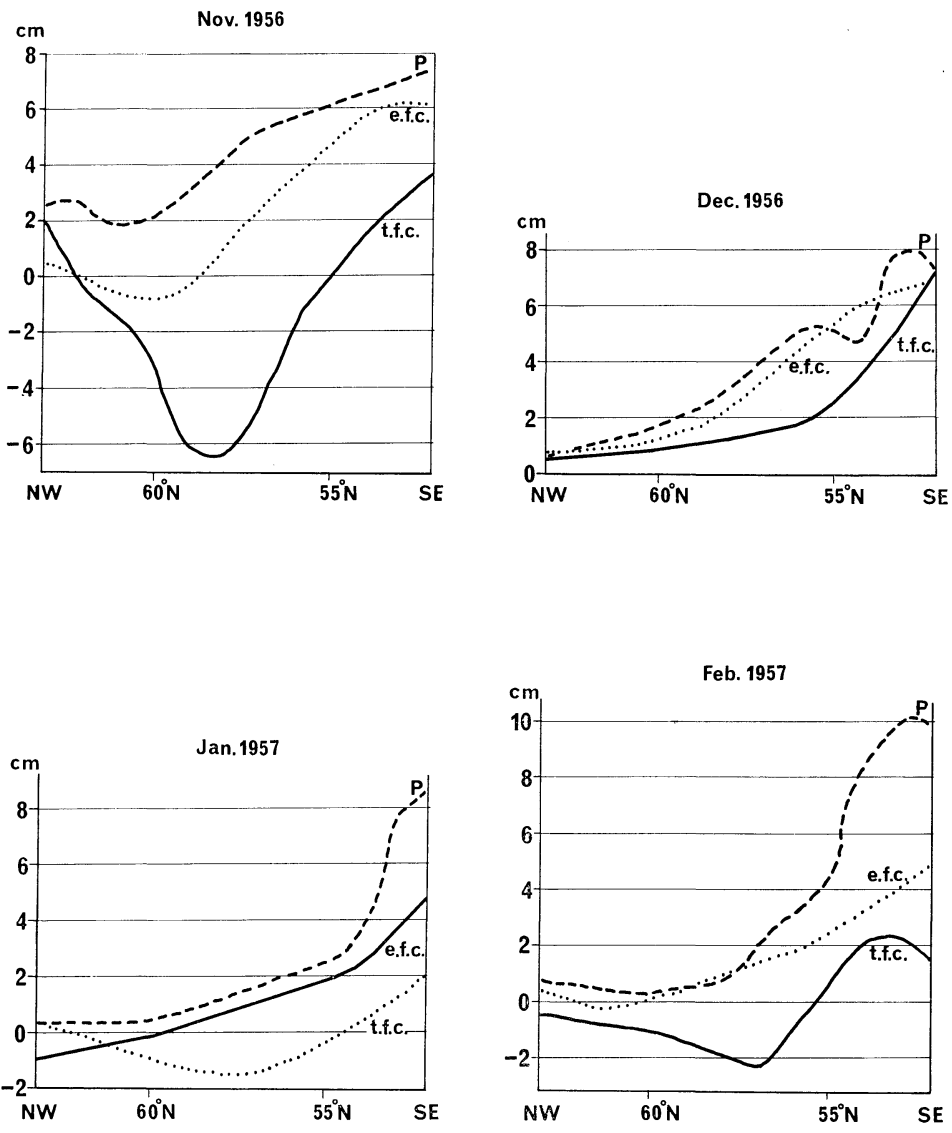 Nov. 1956
cm
8
P
6
e.f.c.
4
2
t.f.c.
0
−2
−4
−6
NW 60°N 55°N SE
Dec. 1956
cm
8
P
6
t.f.c.
4
e.f.c.
2
0
NW 60°N 55°N SE
Jan. 1957
cm
8
P
6
4
e.f.c.
2
t.f.c.
0
−2
NW 60°N 55°N SE
Feb. 1957
cm
10
P
8
6
4
e.f.c.
2
t.f.c.
0
−2
NW 60°N 55°N SE